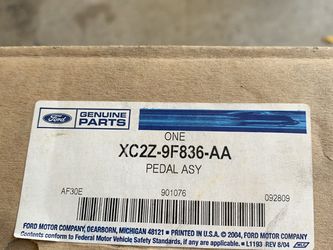 Ford
GENUINE
PARTS
ONE
XC2Z-9F836-AA
PEDAL ASY
AF30E 901076 092809
FORD MOTOR COMPANY, DEARBORN, MICHIGAN 48121 • PRINTED IN U.S.A. © 2004, FORD MOTOR COMPANY
Contents conform to Federal Motor Vehicle Safety Standards, if any are applicable. • L1193 REV 8/04